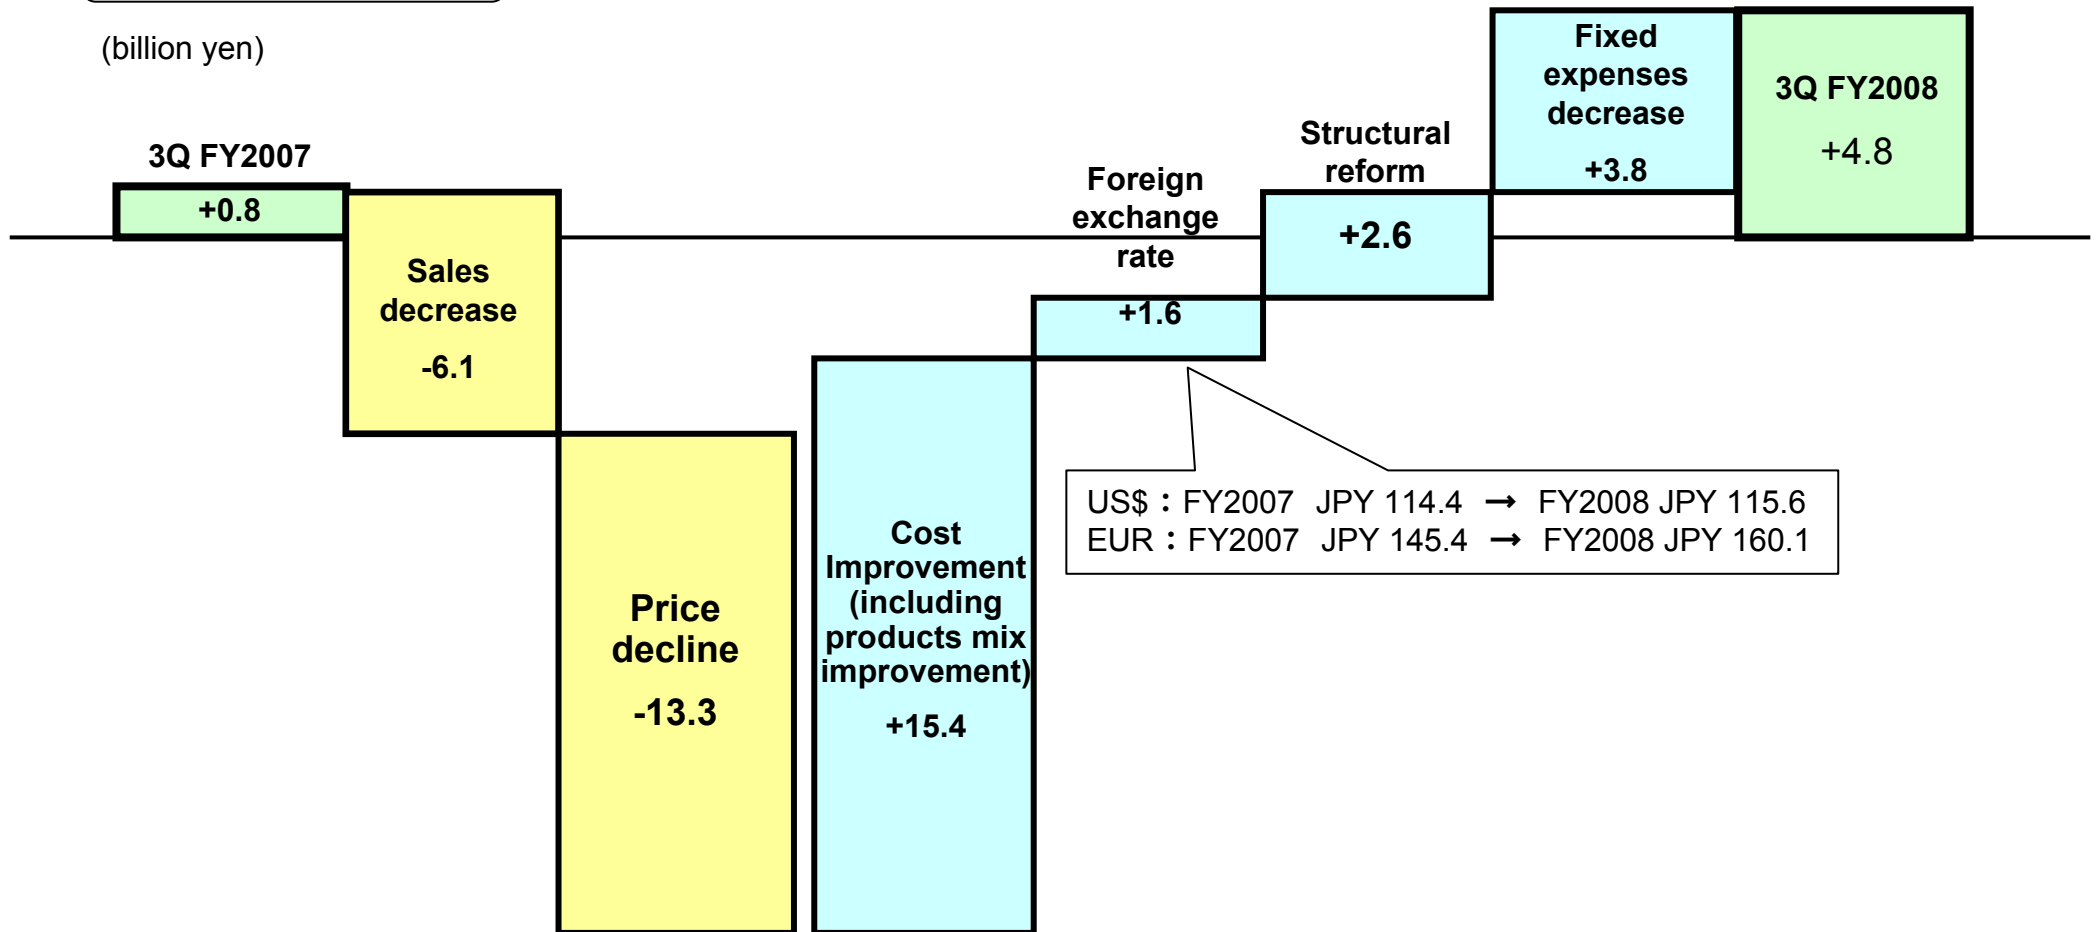 (billion yen)
3Q FY2007
+0.8
Sales
decrease
-6.1
Price
decline
-13.3
Cost
Improvement
(including
products mix
improvement)
+15.4
Foreign
exchange
rate
+1.6
Structural
reform
+2.6
Fixed
expenses
decrease
+3.8
3Q FY2008
+4.8
US$：FY2007 JPY 114.4 → FY2008 JPY 115.6
EUR：FY2007 JPY 145.4 → FY2008 JPY 160.1